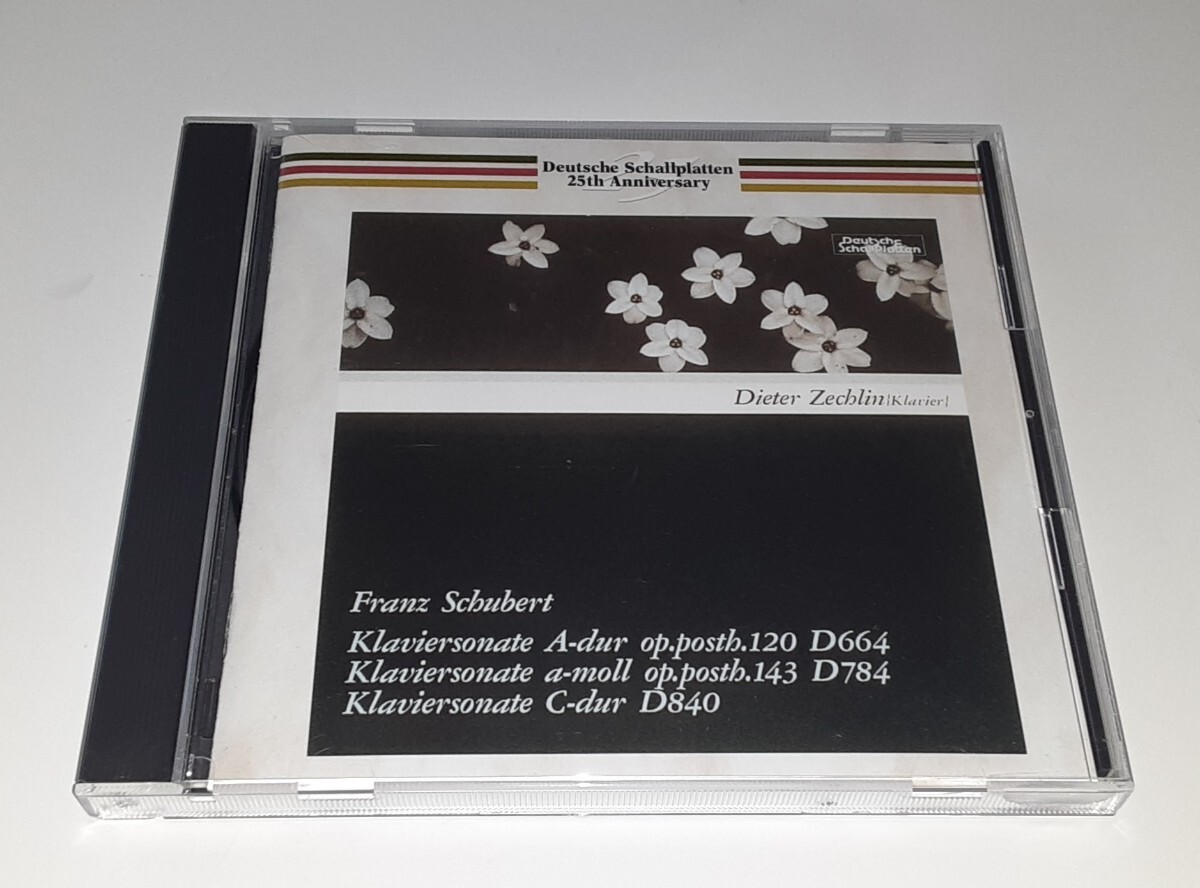 Deutsche Schallplatten
25th Anniversary
Deutsche
Schallplatten
Dieter Zechlin{Klavier}
Franz Schubert
Klaviersonate A-dur op.posth.120 D664
Klaviersonate a-moll op.posth.143 D784
Klaviersonate C-dur D840